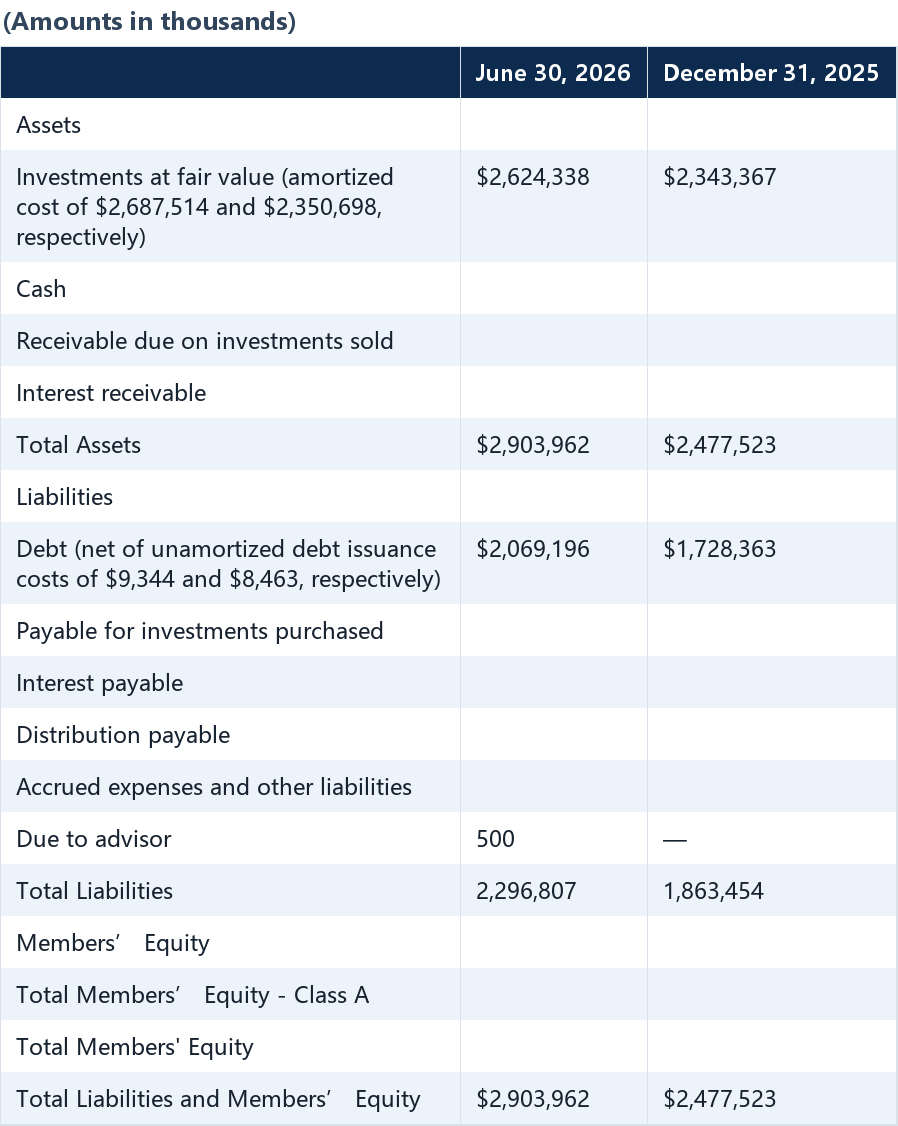 (Amounts in thousands)
June 30, 2026 December 31, 2025
Assets
Investments at fair value (amortized $2,624,338 $2,343,367
cost of $2,687,514 and $2,350,698,
respectively)
Cash
Receivable due on investments sold
Interest receivable
Total Assets $2,903,962 $2,477,523
Liabilities
Debt (net of unamortized debt issuance $2,069,196 $1,728,363
costs of $9,344 and $8,463, respectively)
Payable for investments purchased
Interest payable
Distribution payable
Accrued expenses and other liabilities
Due to advisor 500 —
Total Liabilities 2,296,807 1,863,454
Members’ Equity
Total Members’ Equity - Class A
Total Members' Equity
Total Liabilities and Members’ Equity $2,903,962 $2,477,523